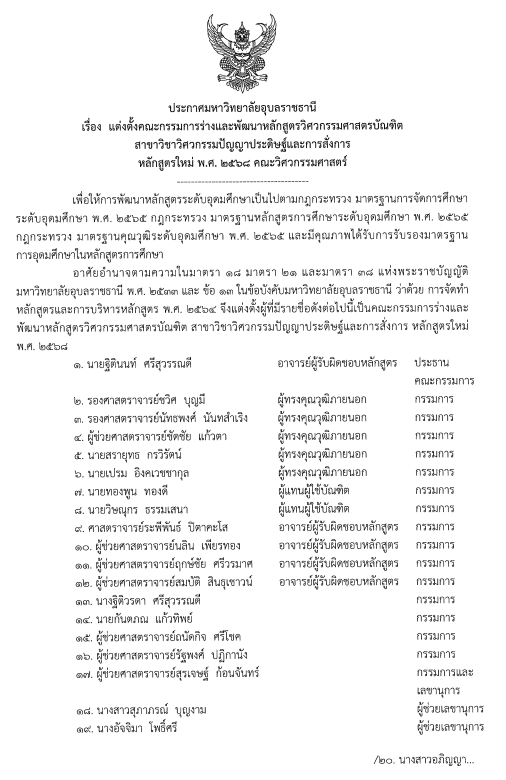 ประกาศมหาวิทยาลัยอุบลราชธานี
เรื่อง แต่งตั้งคณะกรรมการร่างและพัฒนาหลักสูตรวิศวกรรมศาสตรบัณฑิต
สาขาวิชาวิศวกรรมปัญญาประดิษฐ์และการสั่งการ
หลักสูตรใหม่ พ.ศ. ๒๕๖๘ คณะวิศวกรรมศาสตร์
เพื่อให้การพัฒนาหลักสูตรระดับอุดมศึกษาเป็นไปตามกฎกระทรวง มาตรฐานการจัดการศึกษา
ระดับอุดมศึกษา พ.ศ. ๒๕๖๕ กฎกระทรวง มาตรฐานหลักสูตรการศึกษาระดับอุดมศึกษา พ.ศ. ๒๕๖๕
กฎกระทรวง มาตรฐานคุณวุฒิระดับอุดมศึกษา พ.ศ. ๒๕๖๕ และมีคุณภาพได้รับการรับรองมาตรฐาน
การอุดมศึกษาในหลักสูตรการศึกษา
อาศัยอำนาจตามความในมาตรา ๑๘ มาตรา ๒๑ และมาตรา ๓๘ แห่งพระราชบัญญัติ
มหาวิทยาลัยอุบลราชธานี พ.ศ. ๒๕๓๓ และ ข้อ ๑๓ ในข้อบังคับมหาวิทยาลัยอุบลราชธานี ว่าด้วย การจัดทำ
หลักสูตรและการบริหารหลักสูตร พ.ศ. ๒๕๖๔ จึงแต่งตั้งผู้ที่มีรายชื่อดังต่อไปนี้เป็นคณะกรรมการร่างและ
พัฒนาหลักสูตรวิศวกรรมศาสตรบัณฑิต สาขาวิชาวิศวกรรมปัญญาประดิษฐ์และการสั่งการ หลักสูตรใหม่
พ.ศ. ๒๕๖๘
๑. นายฐิตินนท์ ศรีสุวรรณดี อาจารย์ผู้รับผิดชอบหลักสูตร ประธาน
คณะกรรมการ
๒. รองศาสตราจารย์ชวิศ บุญมี ผู้ทรงคุณวุฒิภายนอก กรรมการ
๓. รองศาสตราจารย์นัทธพงศ์ นันทสำเริง ผู้ทรงคุณวุฒิภายนอก กรรมการ
๔. ผู้ช่วยศาสตราจารย์ชัดชัย แก้วตา ผู้ทรงคุณวุฒิภายนอก กรรมการ
๕. นายสรายุทธ กรวิรัตน์ ผู้ทรงคุณวุฒิภายนอก กรรมการ
๖. นายเปรม อิงคเวชชากุล ผู้ทรงคุณวุฒิภายนอก กรรมการ
๗. นายทองพูน ทองดี ผู้แทนผู้ใช้บัณฑิต กรรมการ
๘. นายวิษณุกร ธรรมเสนา ผู้แทนผู้ใช้บัณฑิต กรรมการ
๙. ศาสตราจารย์ระพีพันธ์ ปิตาคะโส อาจารย์ผู้รับผิดชอบหลักสูตร กรรมการ
๑๐. ผู้ช่วยศาสตราจารย์นลิน เพียรทอง อาจารย์ผู้รับผิดชอบหลักสูตร กรรมการ
๑๑. ผู้ช่วยศาสตราจารย์ฤกษ์ชัย ศรีวรมาศ อาจารย์ผู้รับผิดชอบหลักสูตร กรรมการ
๑๒. ผู้ช่วยศาสตราจารย์สมบัติ สินธุเชาวน์ อาจารย์ผู้รับผิดชอบหลักสูตร กรรมการ
๑๓. นางฐิติวรดา ศรีสุวรรณดี กรรมการ
๑๔. นายกันตภณ แก้วทิพย์ กรรมการ
๑๕. ผู้ช่วยศาสตราจารย์ถนัดกิจ ศรีโชค กรรมการ
๑๖. ผู้ช่วยศาสตราจารย์รัฐพงศ์ ปฏิกานัง กรรมการ
๑๗. ผู้ช่วยศาสตราจารย์สุรเจษฐ์ ก้อนจันทร์ กรรมการและ
เลขานุการ
๑๘. นางสาวสุภาภรณ์ บุญงาม ผู้ช่วยเลขานุการ
๑๙. นางอัจจิมา โพธิ์ศรี ผู้ช่วยเลขานุการ
/๒๐. นางสาวอภิญญา...